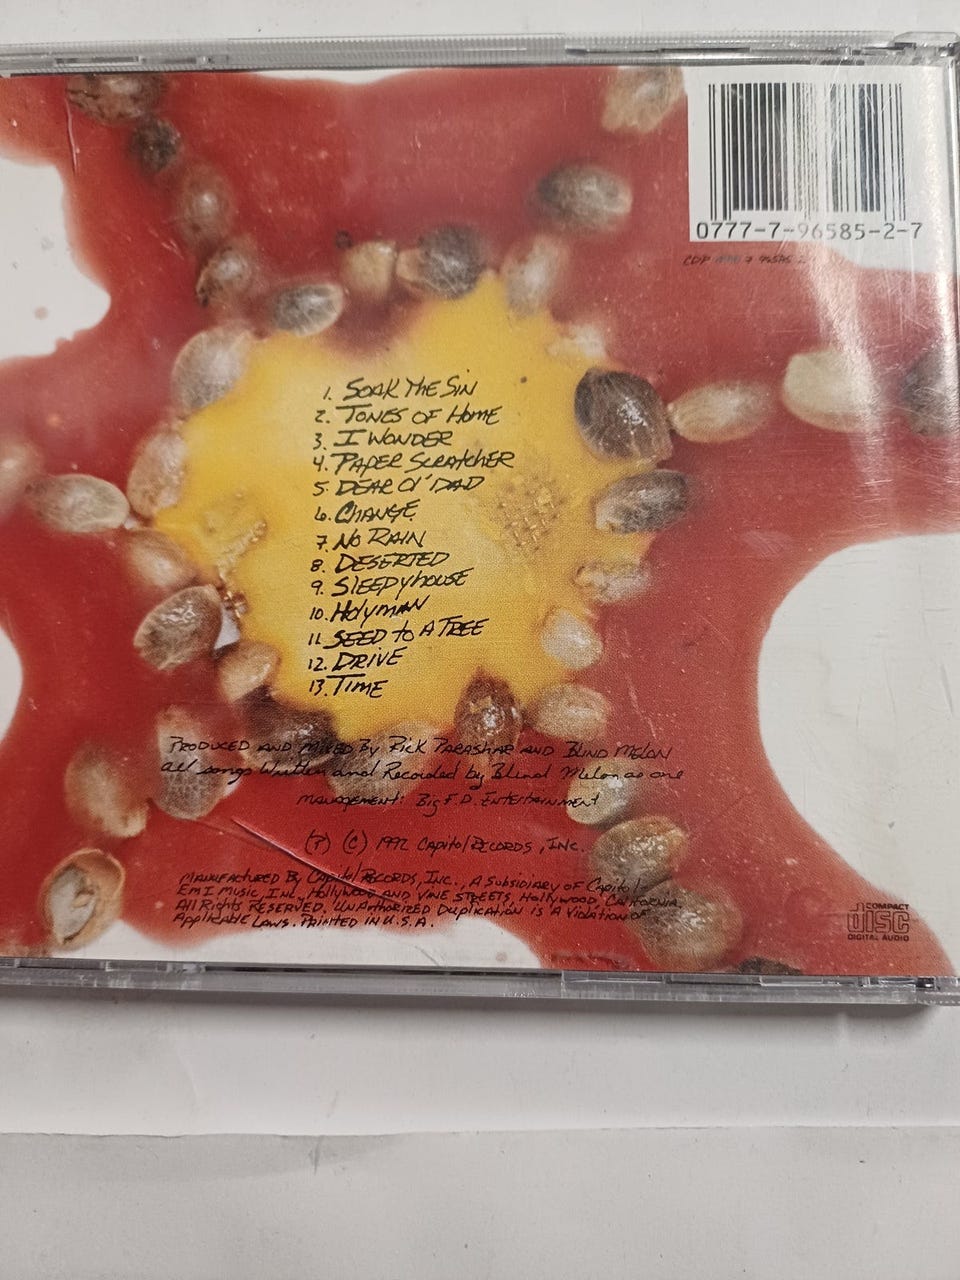 0777-7-96585-2-7
CDP 7 96585 2
1. SOAK THE SIN
2. TONES OF HOME
3. I WONDER
4. PAPER SCRATCHER
5. DEAR OL' DAD
6. CHANGE
7. NO RAIN
8. DESERTED
9. SLEEPYHOUSE
10. HOLYMAN
11. SEED TO A TREE
12. DRIVE
13. TIME
PRODUCED AND MIXED BY RICK PARASHAR AND BLIND MELON
All songs Written and Recorded by Blind Melon as one
MANAGEMENT: Big F.D. ENTERTAINMENT
(P) (C) 1992 Capitol RECORDS, INC.
MANUFACTURED By CAPITOL RECORDS, INC., A SUBSIDIARY OF CAPITOL-
EMI MUSIC, INC., HOLLYWOOD AND VINE STREETS, HOLLYWOOD, CALIFORNIA.
All RIGHTS RESERVED. UNAUTHORIZED DUPLICATION IS A VIOLATION OF
Applicable LAWS. PRINTED IN U.S.A.
COMPACT
disc
DIGITAL AUDIO